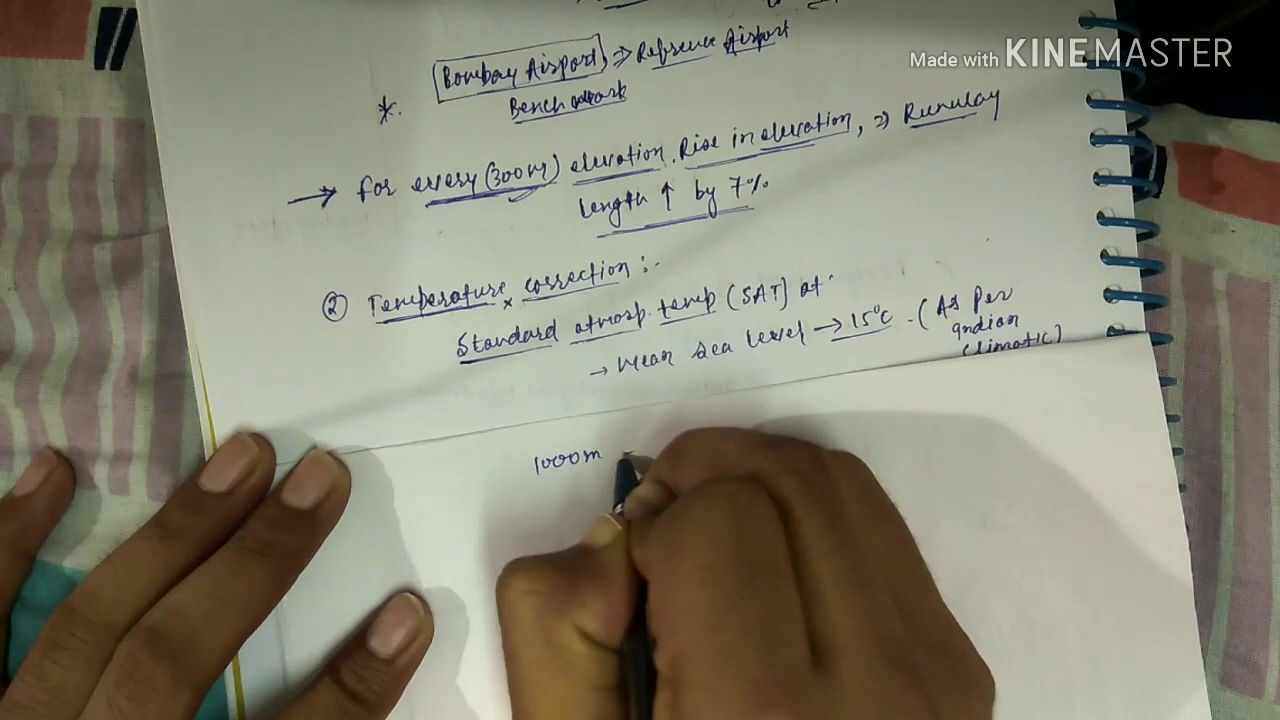 Made with KINEMASTER
* Bombay Airport, ⇒ Refrence Airport
Bench mark
→ for every (300m) elevation. Rise in elevation, ⇒ Runway
length ↑ by 7%
② Temperature correction :-
Standard atmosp. temp (SAT) at
→ Mean Sea level → 15°C. (As Per
Indian
Climatic)
1000m